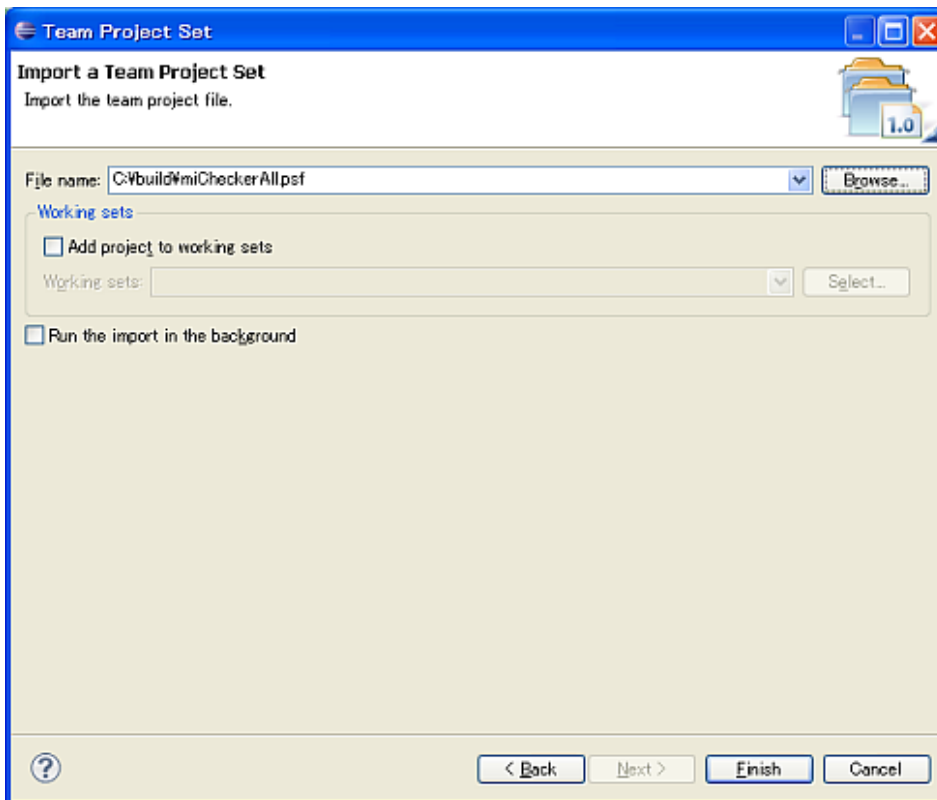 Team Project Set
Import a Team Project Set
Import the team project file.
1.0
File name: C:¥build¥miCheckerAll.psf Browse...
Working sets
Add project to working sets
Working sets: Select...
Run the import in the background
? < Back Next > Finish Cancel